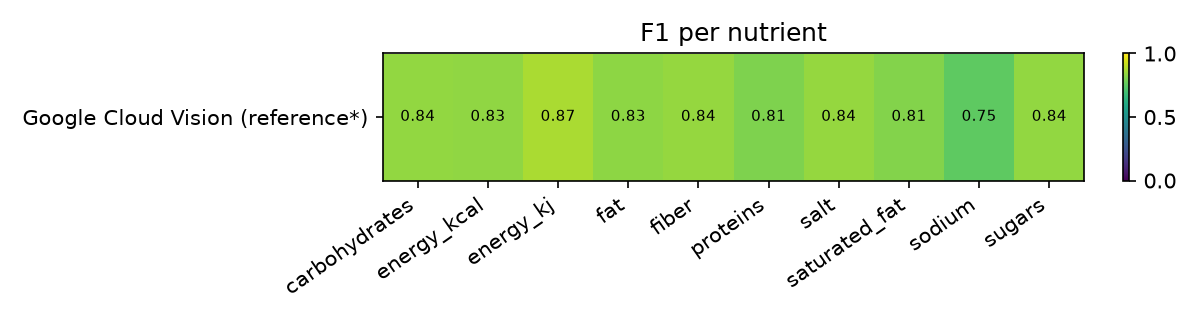 F1 per nutrient
Google Cloud Vision (reference*)
0.84 0.83 0.87 0.83 0.84 0.81 0.84 0.81 0.75 0.84
carbohydrates energy_kcal energy_kj fat fiber proteins salt saturated_fat sodium sugars
1.0
0.5
0.0